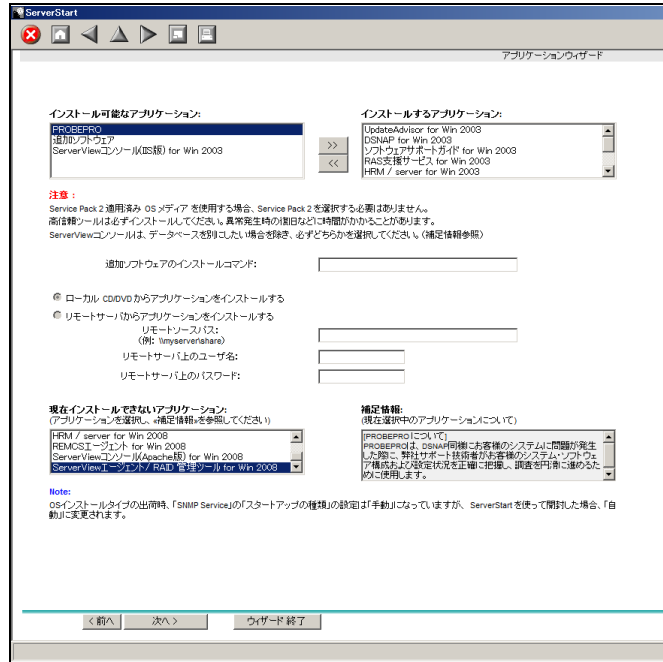 ServerStart
アプリケーションウィザード
インストール可能なアプリケーション:
インストールするアプリケーション:
PROBEPRO
追加ソフトウェア
ServerViewコンソール(IIS版) for Win 2003
>>
<<
UpdateAdvisor for Win 2003
DSNAP for Win 2003
ソフトウェアサポートガイド for Win 2003
RAS支援サービス for Win 2003
HRM / server for Win 2003
注意：
Service Pack 2 適用済み OS メディア を使用する場合、Service Pack 2 を選択する必要はありません。
高信頼ツールは必ずインストールしてください。異常発生時の復旧などに時間がかかることがあります。
ServerViewコンソールは、データベースを別にしたい場合を除き、必ずどちらかを選択してください。(補足情報参照)
追加ソフトウェアのインストールコマンド:
ローカル CD/DVD からアプリケーションをインストールする
リモートサーバからアプリケーションをインストールする
リモートソースパス:
(例: \\myserver\share)
リモートサーバ上のユーザ名:
リモートサーバ上のパスワード:
現在インストールできないアプリケーション:
(アプリケーションを選択し、«補足情報»を参照してください)
補足情報:
(現在選択中のアプリケーションについて)
HRM / server for Win 2008
REMCSエージェント for Win 2008
ServerViewコンソール(Apache版) for Win 2008
ServerViewエージェント/ RAID 管理ツール for Win 2008
[PROBEPROについて]
PROBEPROは、DSNAP同様にお客様のシステムに問題が発生
した際に、弊社サポート技術者がお客様のシステム・ソフトウェ
ア構成および設定状況を正確に把握し、調査を円滑に進めるた
めに使用します。
Note:
OSインストールタイプの出荷時、「SNMP Service」の「スタートアップの種類」の設定は「手動」になっていますが、 ServerStart を使って開封した場合、「自
動」に変更されます。
< 前へ
次へ >
ウィザード 終了